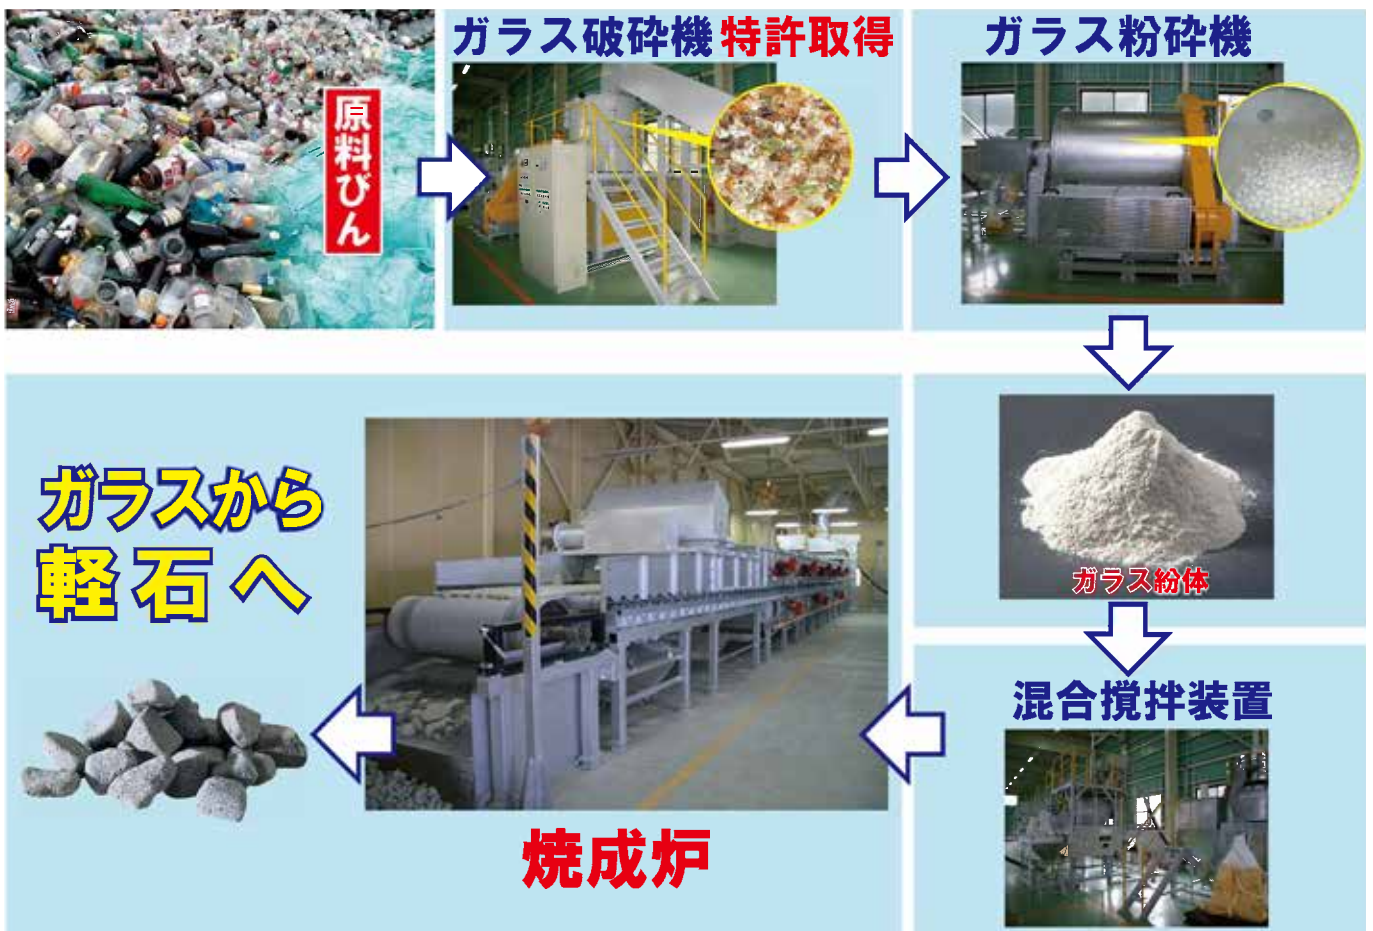 原料びん
ガラス破砕機 特許取得
ガラス粉砕機
ガラス紛体
混合撹拌装置
焼成炉
ガラスから
軽石へ